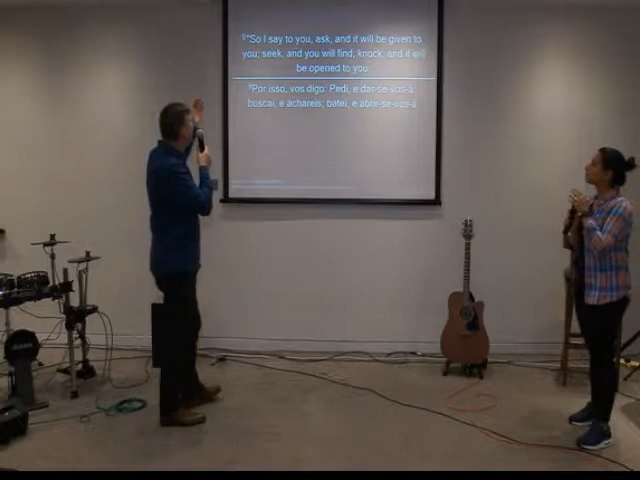 ⁹"So I say to you, ask, and it will be given to
you; seek, and you will find; knock, and it will
be opened to you.
⁹Por isso, vos digo: Pedi, e dar-se-vos-á;
buscai, e achareis; batei, e abrir-se-vos-á